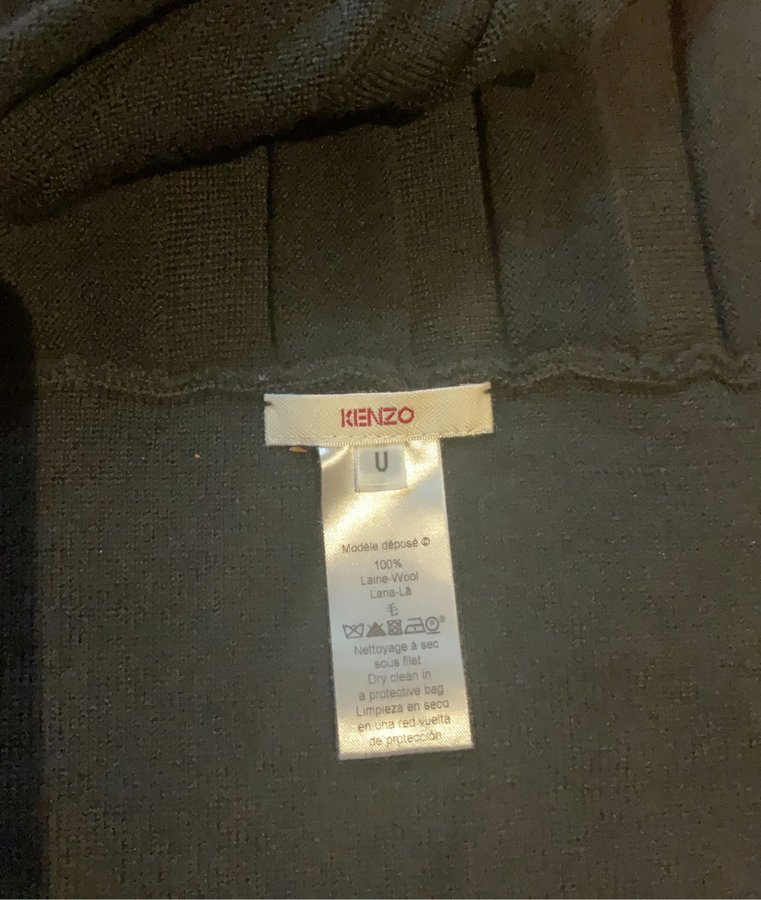 KENZO
U
Modèle déposé ©
100%
Laine-Wool
Lana-Lã
毛
Nettoyage à sec
sous filet
Dry clean in
a protective bag
Limpieza en seco
en una red vuelta
de protección